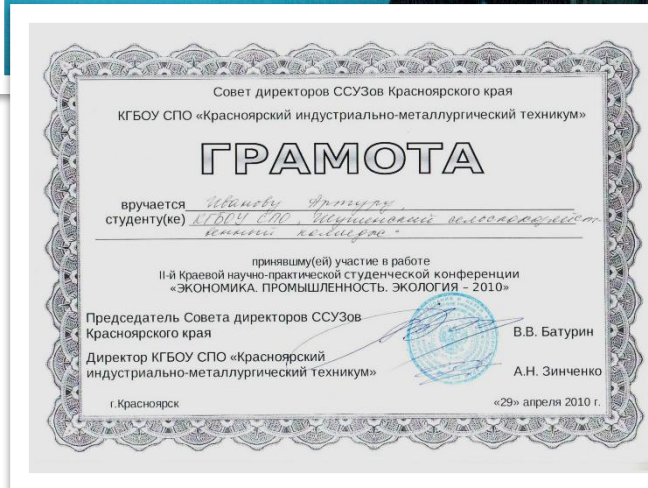 Совет директоров ССУЗов Красноярского края
КГБОУ СПО «Красноярский индустриально-металлургический техникум»
ГРАМОТА
вручается Иванову Артуру,
студенту(ке) КГБОУ СПО "Шушенский сельскохозяйст-
венный колледж"
принявшму(ей) участие в работе
II-й Краевой научно-практической студенческой конференции
«ЭКОНОМИКА. ПРОМЫШЛЕННОСТЬ. ЭКОЛОГИЯ – 2010»
Председатель Совета директоров ССУЗов
Красноярского края В.В. Батурин
Директор КГБОУ СПО «Красноярский
индустриально-металлургический техникум» А.Н. Зинченко
г.Красноярск «29» апреля 2010 г.